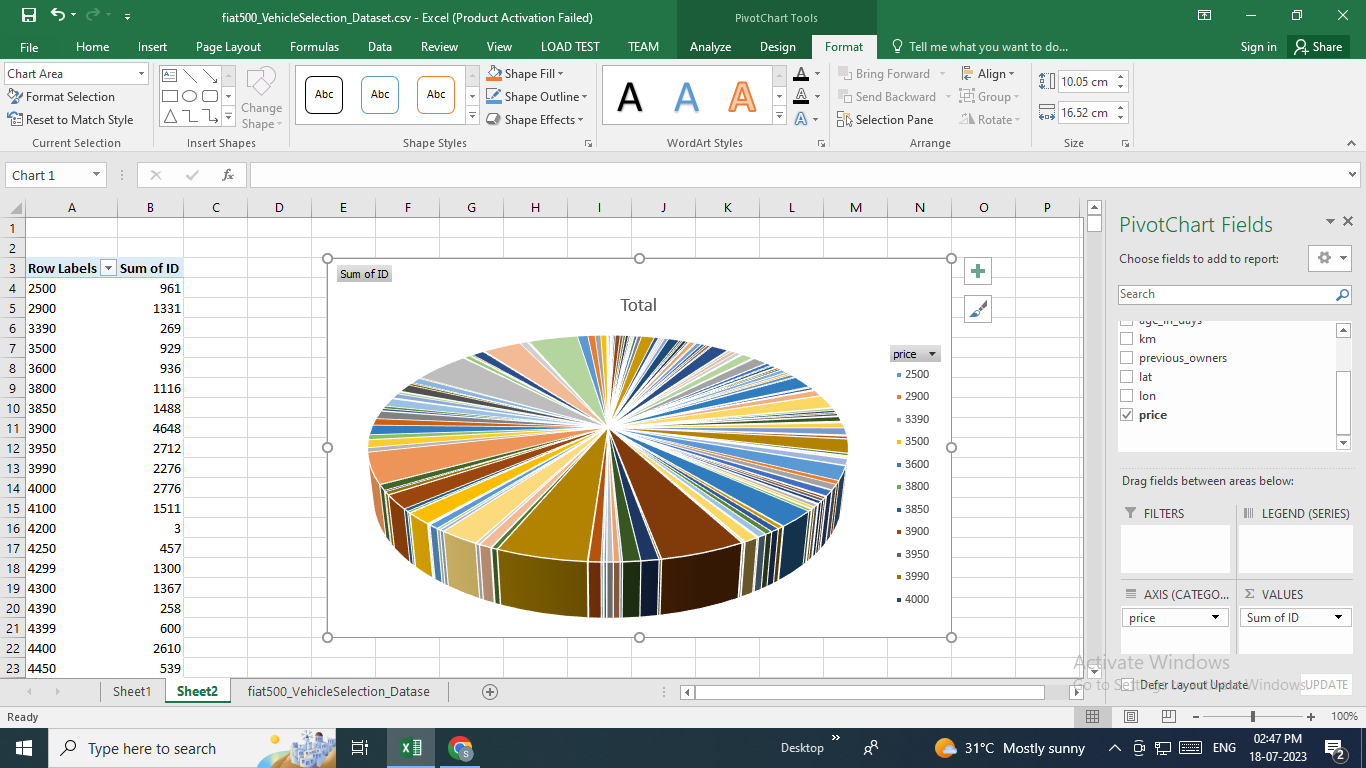 fiat500_VehicleSelection_Dataset.csv - Excel (Product Activation Failed)
PivotChart Tools
File Home Insert Page Layout Formulas Data Review View LOAD TEST TEAM Analyze Design Format Tell me what you want to do... Sign in Share
Chart Area
Format Selection
Reset to Match Style
Current Selection
Change Shape
Insert Shapes
Abc Abc Abc
Shape Fill
Shape Outline
Shape Effects
Shape Styles
A A A
A
A
A
WordArt Styles
Bring Forward
Send Backward
Selection Pane
Align
Group
Rotate
Arrange
10.05 cm
16.52 cm
Size
Chart 1
fx
A B C D E F G H I J K L M N O P
1
2
3 Row Labels Sum of ID
4 2500 961
5 2900 1331
6 3390 269
7 3500 929
8 3600 936
9 3800 1116
10 3850 1488
11 3900 4648
12 3950 2712
13 3990 2276
14 4000 2776
15 4100 1511
16 4200 3
17 4250 457
18 4299 1300
19 4300 1367
20 4390 258
21 4399 600
22 4400 2610
23 4450 539
Sum of ID
Total
price
2500
2900
3390
3500
3600
3800
3850
3900
3950
3990
4000
PivotChart Fields
Choose fields to add to report:
Search
age_in_days
km
previous_owners
lat
lon
price
Drag fields between areas below:
FILTERS
LEGEND (SERIES)
AXIS (CATEGO...
price
Σ VALUES
Sum of ID
Activate Windows
Go to Settings to activate Windows.
Defer Layout Update
UPDATE
Sheet1 Sheet2 fiat500_VehicleSelection_Datase
Ready
100%
Type here to search
Desktop
31°C Mostly sunny
ENG
02:47 PM
18-07-2023
2